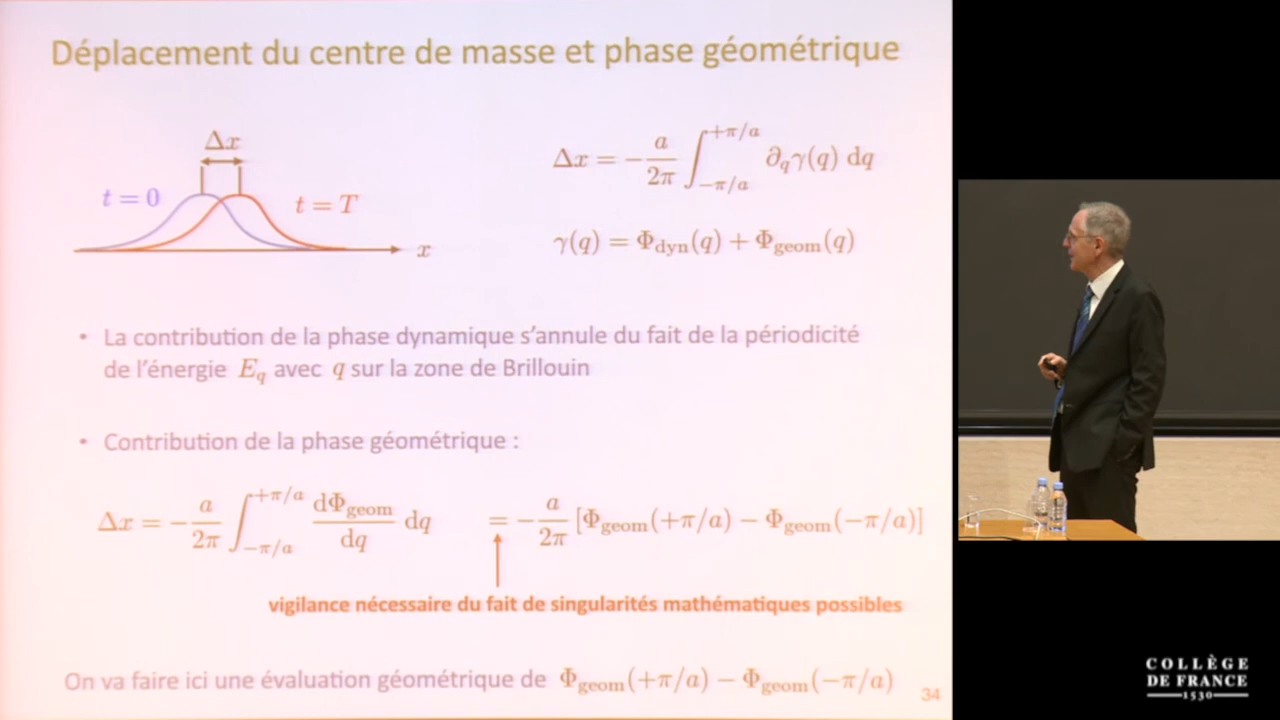 Déplacement du centre de masse et phase géométrique
Δx
t = 0
t = T
x
Δx = −a/2π ∫_{−π/a}^{+π/a} ∂_qγ(q) dq
γ(q) = Φ_dyn(q) + Φ_geom(q)
• La contribution de la phase dynamique s'annule du fait de la périodicité
de l'énergie E_q avec q sur la zone de Brillouin
• Contribution de la phase géométrique :
Δx = −a/2π ∫_{−π/a}^{+π/a} dΦ_geom/dq dq = −a/2π [Φ_geom(+π/a) − Φ_geom(−π/a)]
vigilance nécessaire du fait de singularités mathématiques possibles
On va faire ici une évaluation géométrique de Φ_geom(+π/a) − Φ_geom(−π/a)
34
COLLÈGE
DE FRANCE
1530